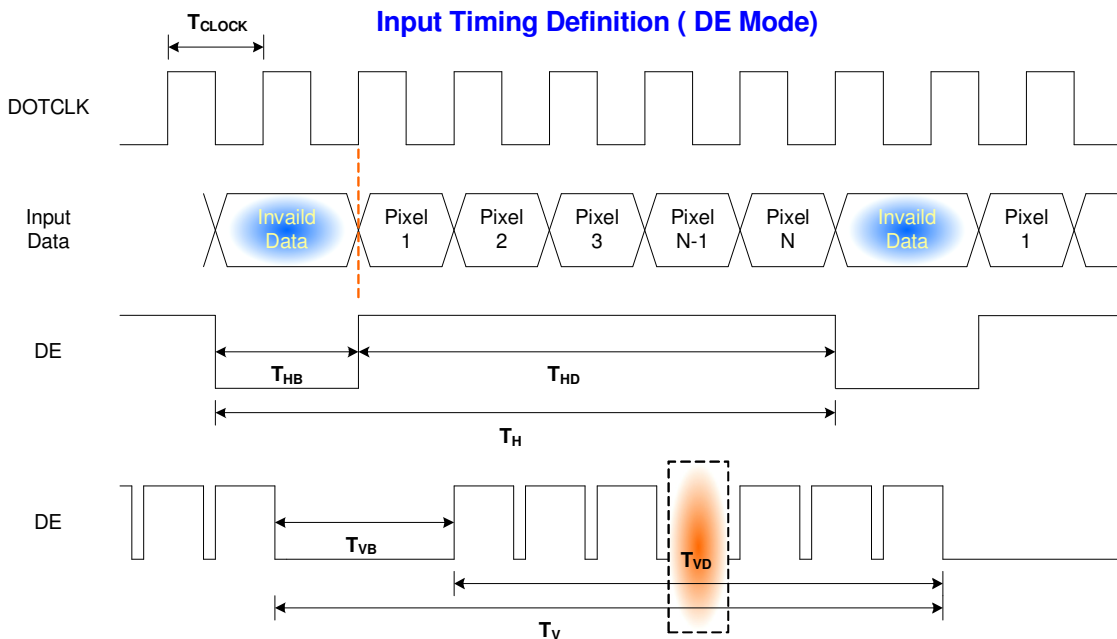 Input Timing Definition ( DE Mode)
TCLOCK
DOTCLK
Input
Data
Invaild
Data
Pixel
1
Pixel
2
Pixel
3
Pixel
N-1
Pixel
N
Invaild
Data
Pixel
1
DE
THB
THD
TH
DE
TVB
TVD
TV